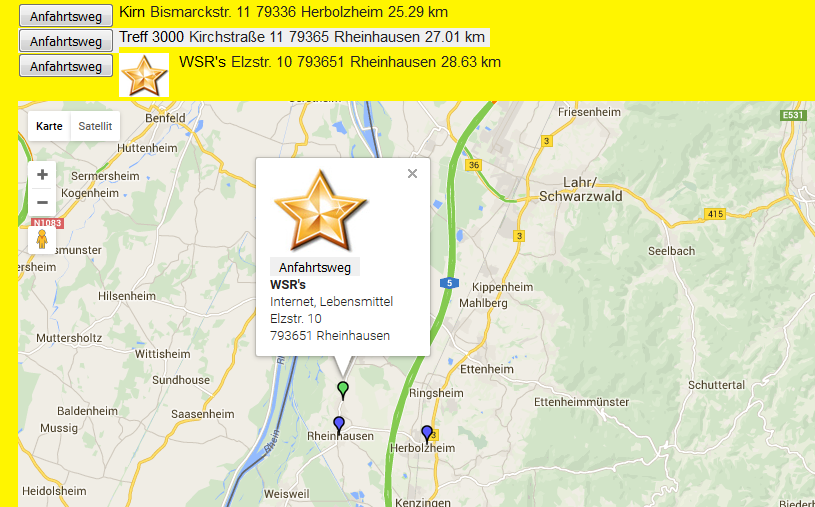 Anfahrtsweg Kirn Bismarckstr. 11 79336 Herbolzheim 25.29 km
Anfahrtsweg Treff 3000 Kirchstraße 11 79365 Rheinhausen 27.01 km
Anfahrtsweg WSR's Elzstr. 10 793651 Rheinhausen 28.63 km
Karte Satellit
Benfeld
Friesenheim
E531
3
Huttenheim
36
Sermersheim
Kogenheim
Lahr/
Schwarzwald
415
N1083
3
Seelbach
Anfahrtsweg
WSR's
Internet, Lebensmittel
Elzstr. 10
793651 Rheinhausen
5
Kippenheim
Mahlberg
Hilsenheim
Muttersholtz
Wittisheim
Ettenheim
Sundhouse
Schuttertal
Ringsheim
Ettenheimmünster
Baldenheim
Saasenheim
Mussig
Rheinhausen
3
Rhein
Herbolzheim
Heidolsheim
Weisweil
Kenzingen